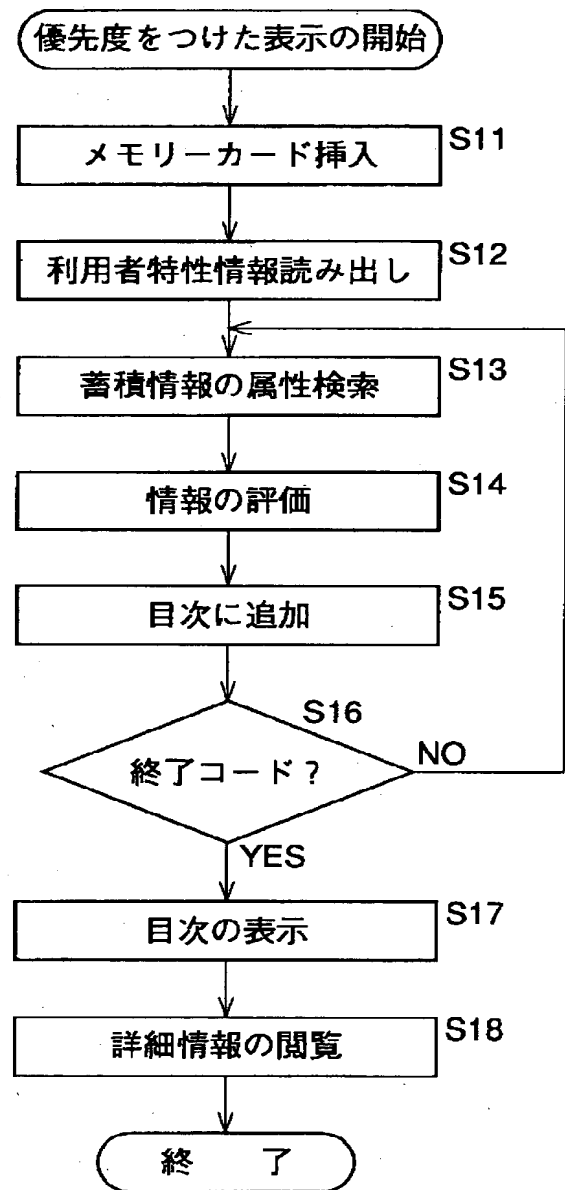 優先度をつけた表示の開始
メモリーカード挿入
S11
利用者特性情報読み出し
S12
蓄積情報の属性検索
S13
情報の評価
S14
目次に追加
S15
S16
終了コード？
NO
YES
目次の表示
S17
詳細情報の閲覧
S18
終 了